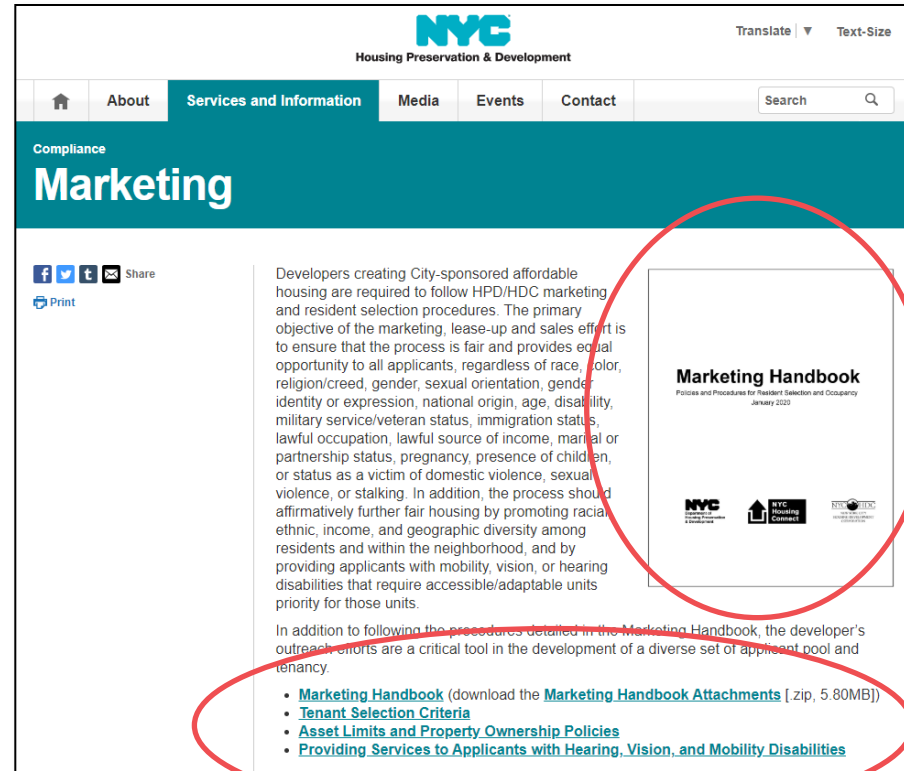 NYC
Housing Preservation & Development
Translate | ▼ Text-Size
About Services and Information Media Events Contact Search
Compliance
Marketing
Share
Print
Developers creating City-sponsored affordable
housing are required to follow HPD/HDC marketing
and resident selection procedures. The primary
objective of the marketing, lease-up and sales effort is
to ensure that the process is fair and provides equal
opportunity to all applicants, regardless of race, color,
religion/creed, gender, sexual orientation, gender
identity or expression, national origin, age, disability,
military service/veteran status, immigration status,
lawful occupation, lawful source of income, marital or
partnership status, pregnancy, presence of children,
or status as a victim of domestic violence, sexual
violence, or stalking. In addition, the process should
affirmatively further fair housing by promoting racial,
ethnic, income, and geographic diversity among
residents and within the neighborhood, and by
providing applicants with mobility, vision, or hearing
disabilities that require accessible/adaptable units
priority for those units.
Marketing Handbook
Policies and Procedures for Resident Selection and Occupancy
January 2020
NYC
Department of
Housing Preservation
& Development
NYC
Housing
Connect
NYC HDC
In addition to following the procedures detailed in the Marketing Handbook, the developer's
outreach efforts are a critical tool in the development of a diverse set of applicant pool and
tenancy.
• Marketing Handbook (download the Marketing Handbook Attachments [.zip, 5.80MB])
• Tenant Selection Criteria
• Asset Limits and Property Ownership Policies
• Providing Services to Applicants with Hearing, Vision, and Mobility Disabilities